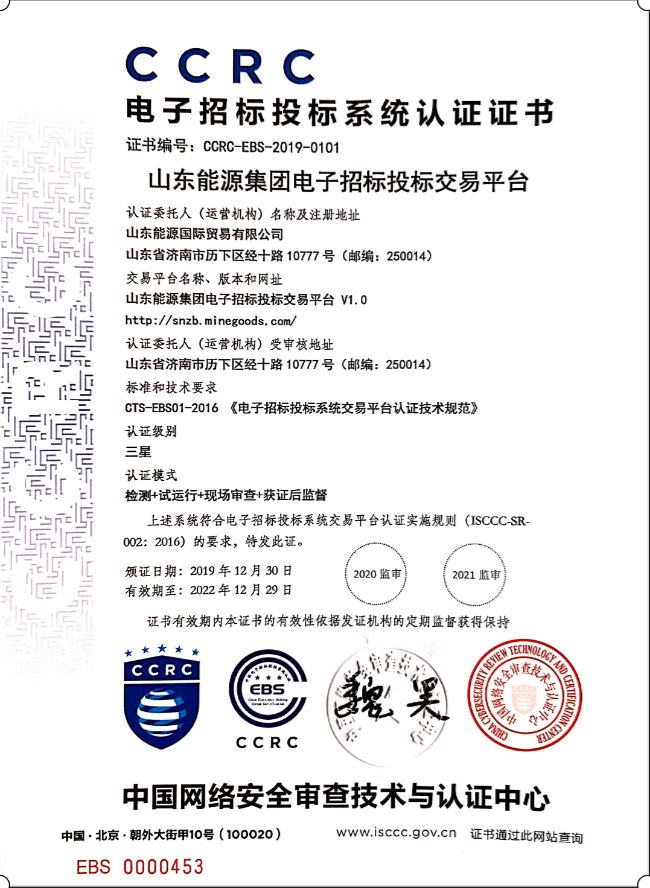 CCRC
电子招标投标系统认证证书
证书编号：CCRC-EBS-2019-0101
山东能源集团电子招标投标交易平台
认证委托人（运营机构）名称及注册地址
山东能源国际贸易有限公司
山东省济南市历下区经十路 10777 号（邮编：250014）
交易平台名称、版本和网址
山东能源集团电子招标投标交易平台 V1.0
http://snzb.minegoods.com/
认证委托人（运营机构）受审核地址
山东省济南市历下区经十路 10777 号（邮编：250014）
标准和技术要求
CTS-EBS01-2016 《电子招标投标系统交易平台认证技术规范》
认证级别
三星
认证模式
检测+试运行+现场审查+获证后监督
上述系统符合电子招标投标系统交易平台认证实施规则（ISCCC-SR-
002：2016）的要求，特发此证。
颁证日期：2019 年 12 月 30 日
有效期至：2022 年 12 月 29 日
2020 监审
2021 监审
证书有效期内本证书的有效性依据发证机构的定期监督获得保持
CCRC
EBS
CCRC
CHINA CYBERSECURITY REVIEW TECHNOLOGY AND CERTIFICATION CENTER
中国网络安全审查技术与认证中心
中国网络安全审查技术与认证中心
中国·北京·朝外大街甲10号（100020）
www.isccc.gov.cn 证书通过此网站查询
EBS 0000453